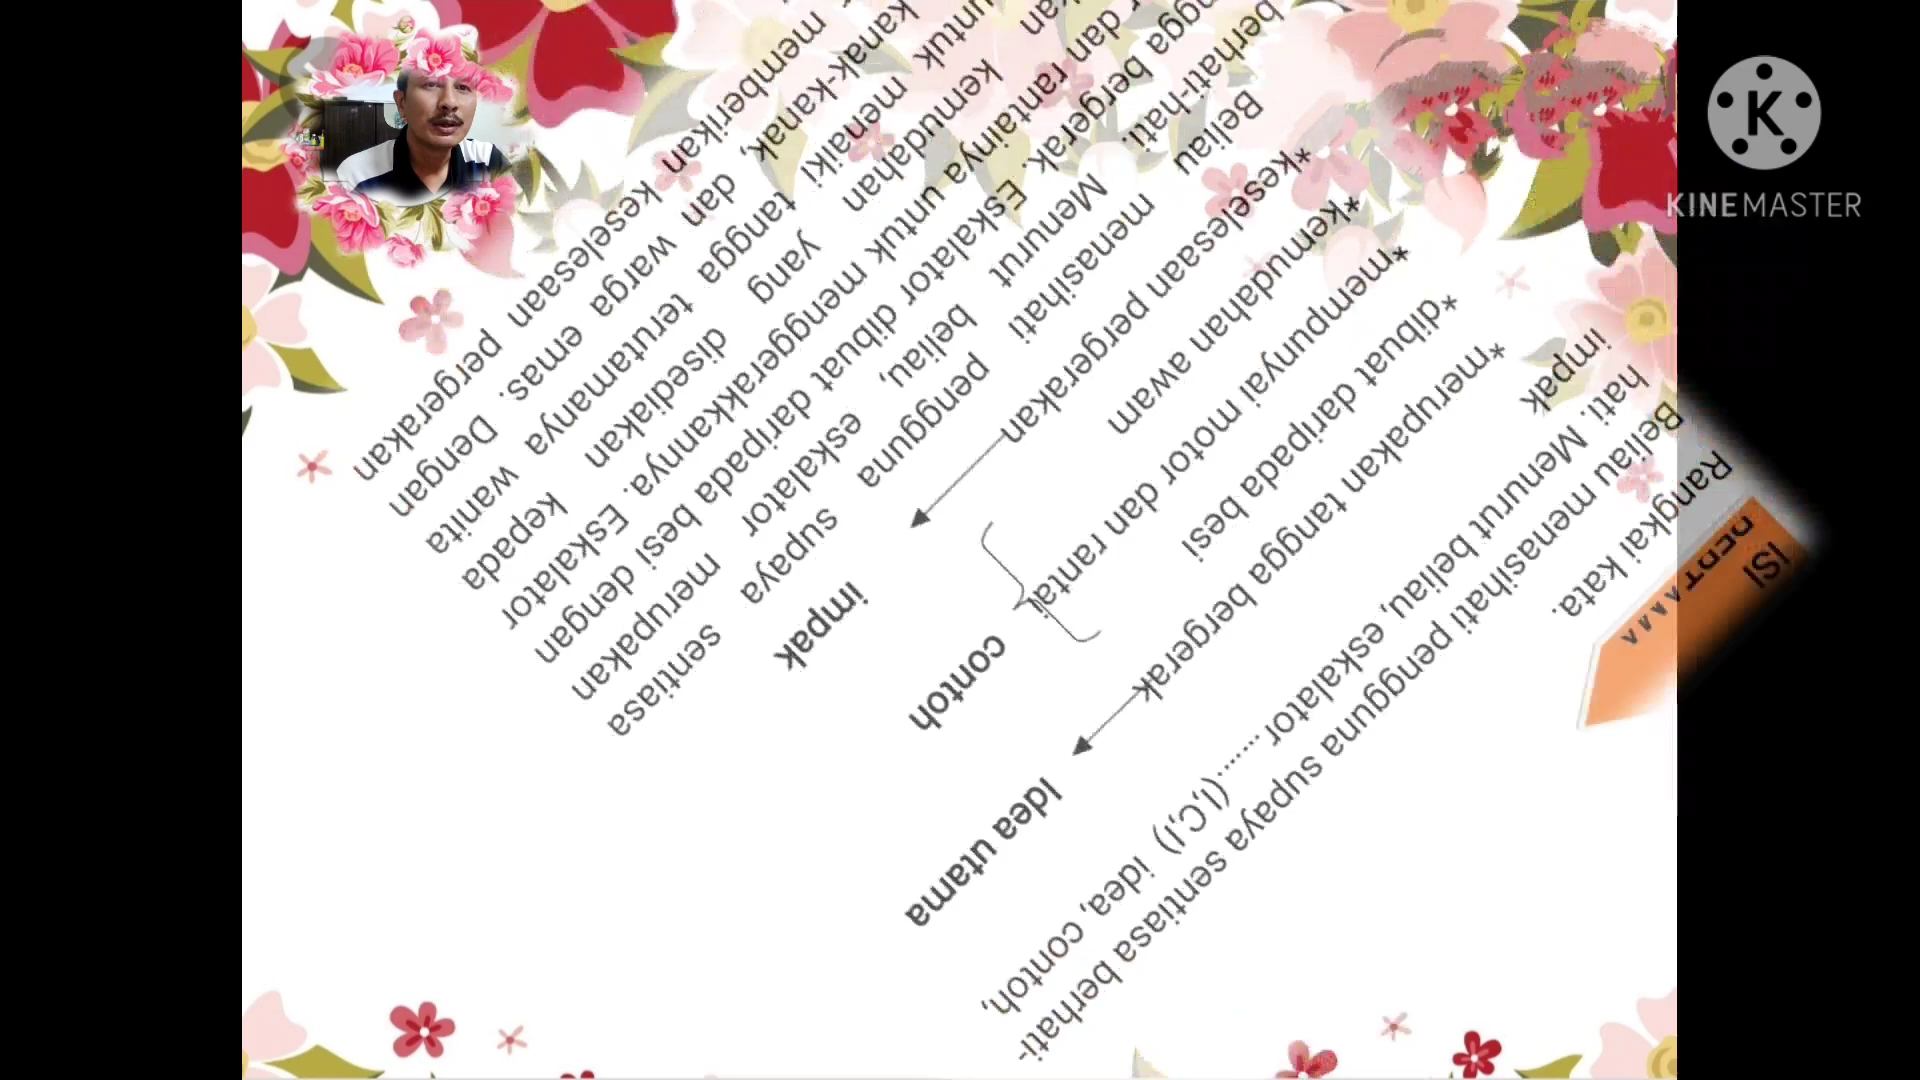 ISI
PERTAMA
Rangkai kata.
Beliau menasihati pengguna supaya sentiasa berhati-
hati. Menurut beliau, eskalator.......(I,C,I)) idea, contoh,
impak
*merupakan tangga bergerak Idea utama
*dibuat daripada besi
*mempunyai motor dan rantai contoh
*kemudahan awam
*keselesaan pergerakan impak
Beliau menasihati pengguna supaya sentiasa
berhati-hati. Menurut beliau, eskalator merupakan
bergerak. Eskalator dibuat daripada besi dengan
dan rantainya untuk menggerakkannya. Eskalator
kemudahan yang disediakan kepada
untuk menaiki tangga terutamanya wanita
kanak-kanak, dan warga emas. Dengan
memberikan keselesaan pergerakan
KINEMASTER